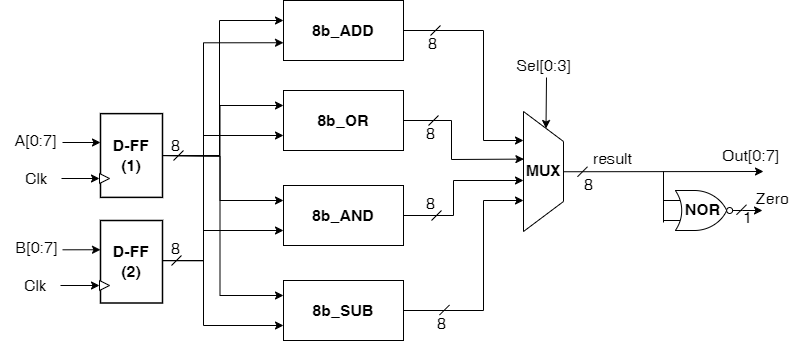 8b_ADD
8
Sel[0:3]
8b_OR
8
A[0:7]
D-FF
(1)
8
Clk
MUX
result
8
Out[0:7]
NOR
Zero
1
8b_AND
8
B[0:7]
D-FF
(2)
8
Clk
8b_SUB
8